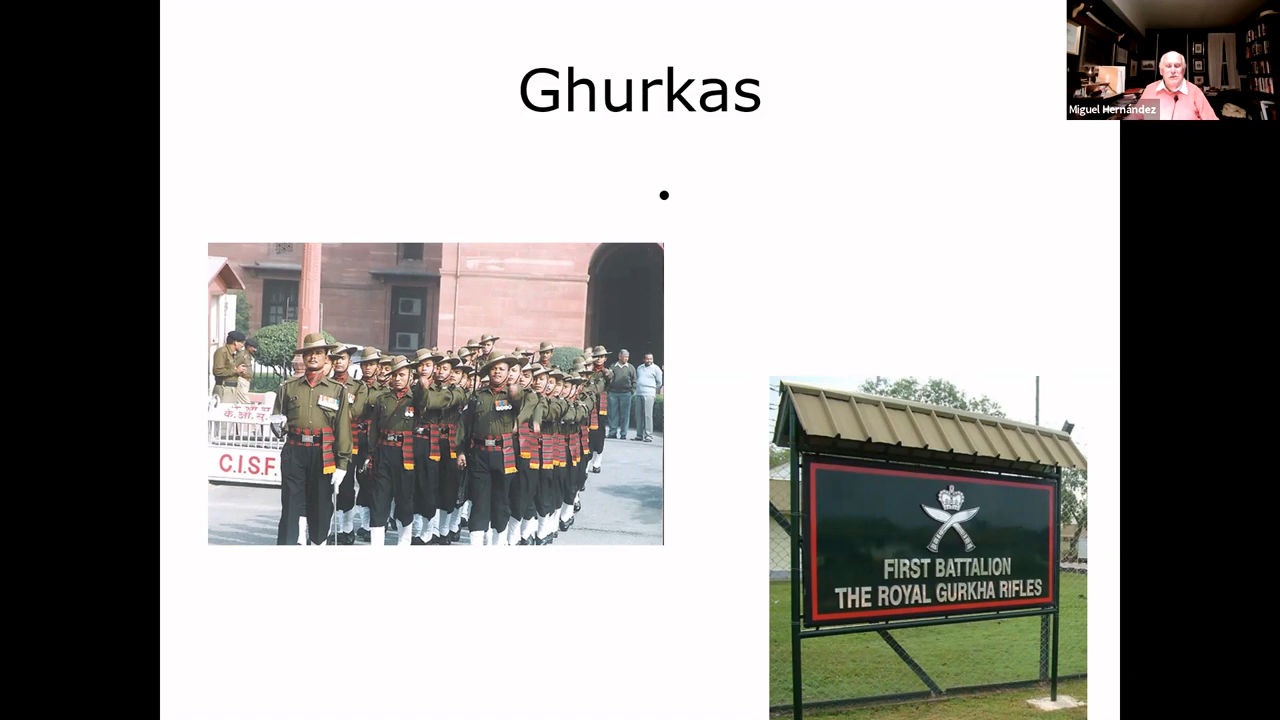 Ghurkas
Miguel Hernández
•
के.औ.सु.
C.I.S.F.
FIRST BATTALION
THE ROYAL GURKHA RIFLES